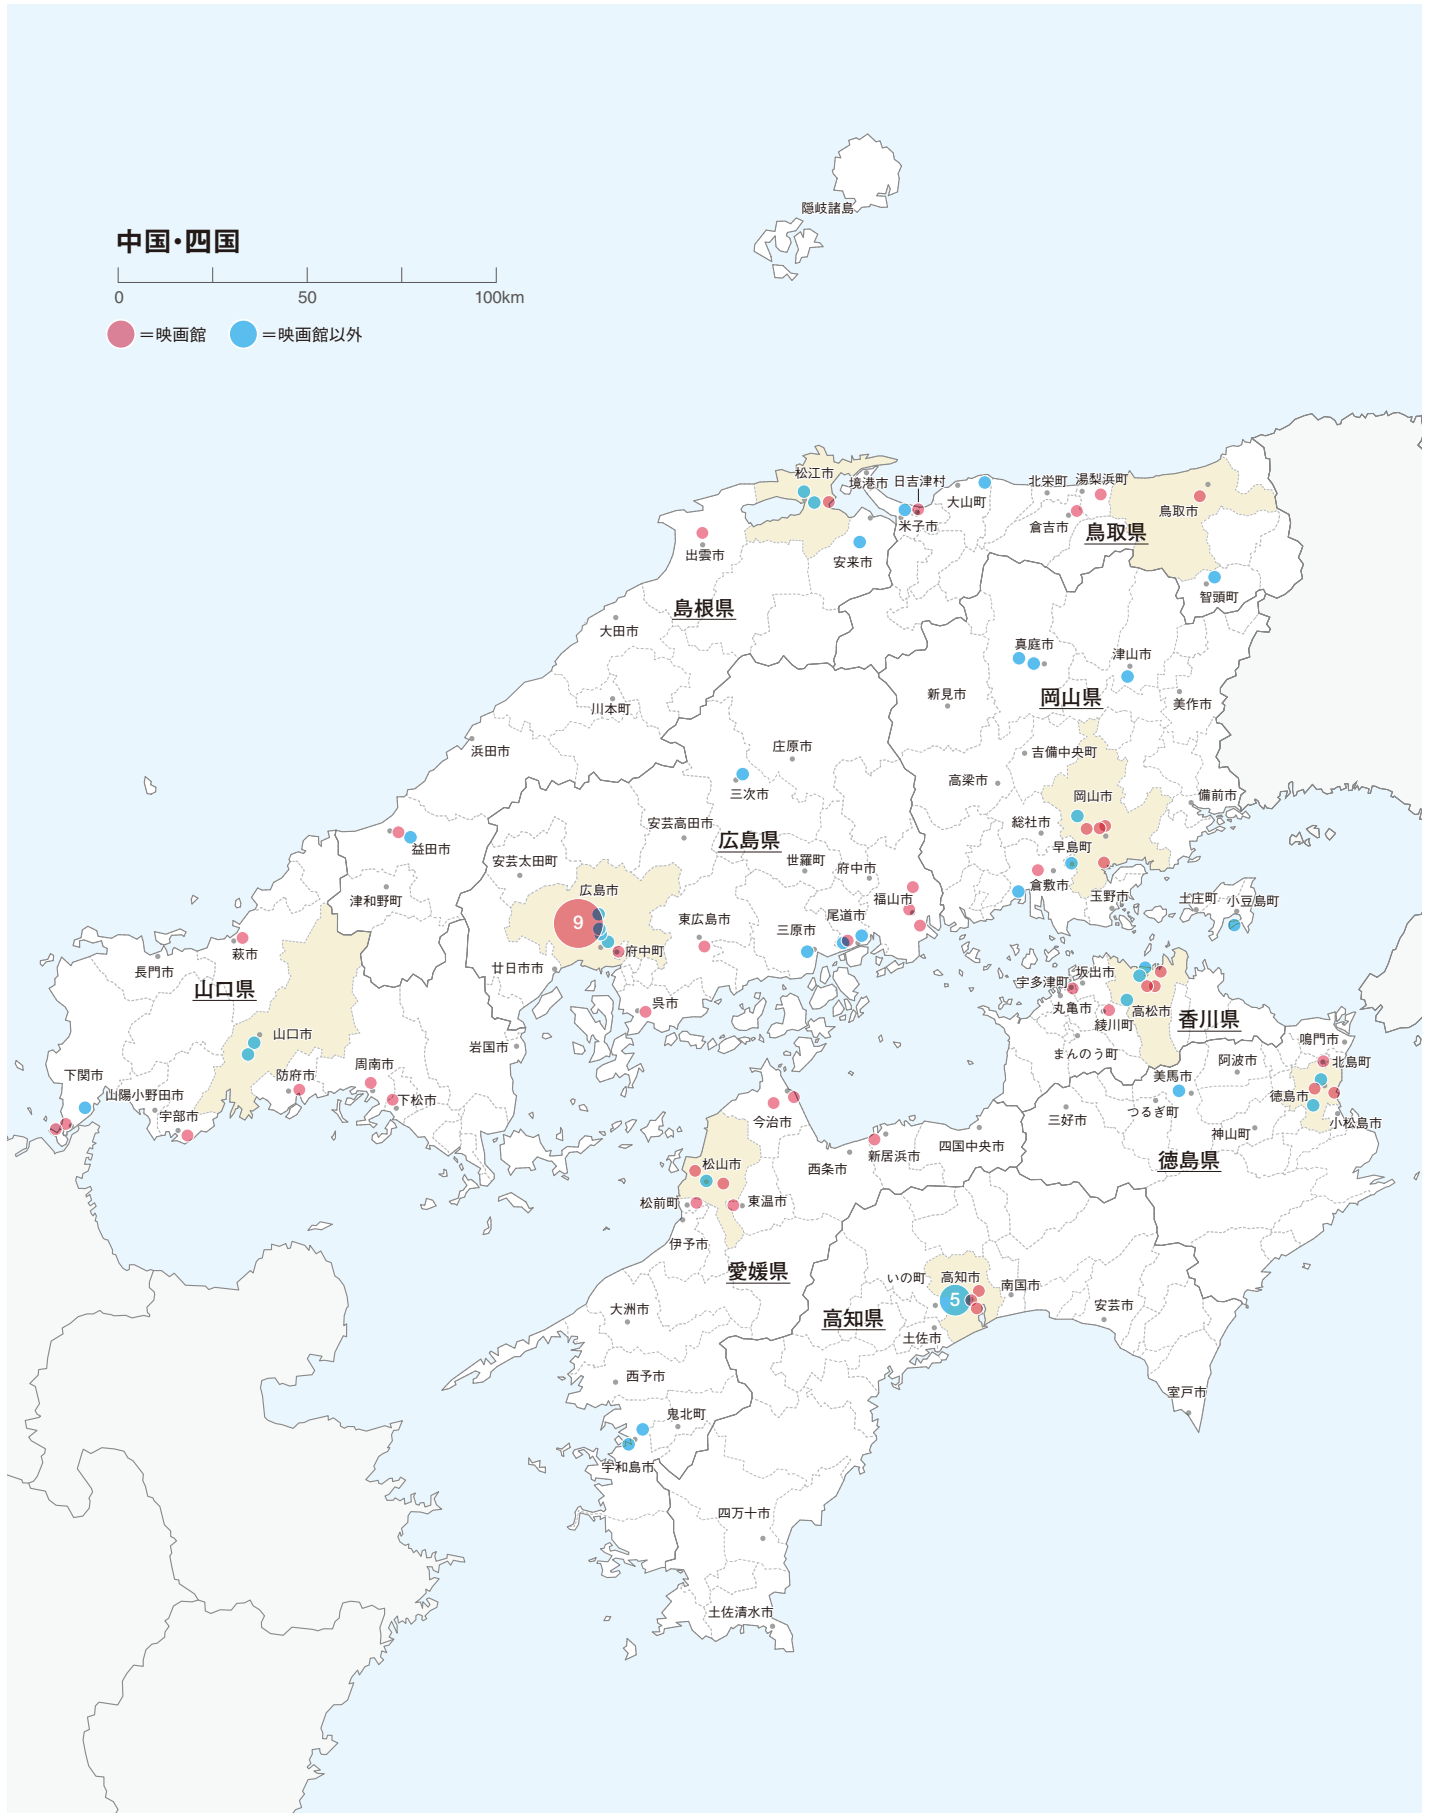 隠岐諸島
中国・四国
0
50
100km
＝映画館
＝映画館以外
松江市
境港市
日吉津村
大山町
北栄町
湯梨浜町
鳥取市
米子市
倉吉市
鳥取県
出雲市
安来市
智頭町
島根県
大田市
真庭市
津山市
新見市
岡山県
美作市
川本町
浜田市
庄原市
吉備中央町
高梁市
三次市
岡山市
備前市
安芸高田市
総社市
広島県
早島町
益田市
安芸太田町
世羅町
府中市
広島市
倉敷市
津和野町
福山市
玉野市
土庄町
小豆島町
9
東広島市
尾道市
三原市
萩市
府中町
長門市
廿日市市
坂出市
宇多津町
山口県
呉市
丸亀市
高松市
香川県
綾川町
山口市
鳴門市
岩国市
まんのう町
阿波市
北島町
周南市
下関市
防府市
美馬市
山陽小野田市
徳島市
下松市
つるぎ町
宇部市
今治市
三好市
小松島市
神山町
四国中央市
新居浜市
徳島県
松山市
西条市
松前町
東温市
伊予市
愛媛県
いの町
高知市
南国市
5
大洲市
安芸市
高知県
土佐市
西予市
室戸市
鬼北町
宇和島市
四万十市
土佐清水市